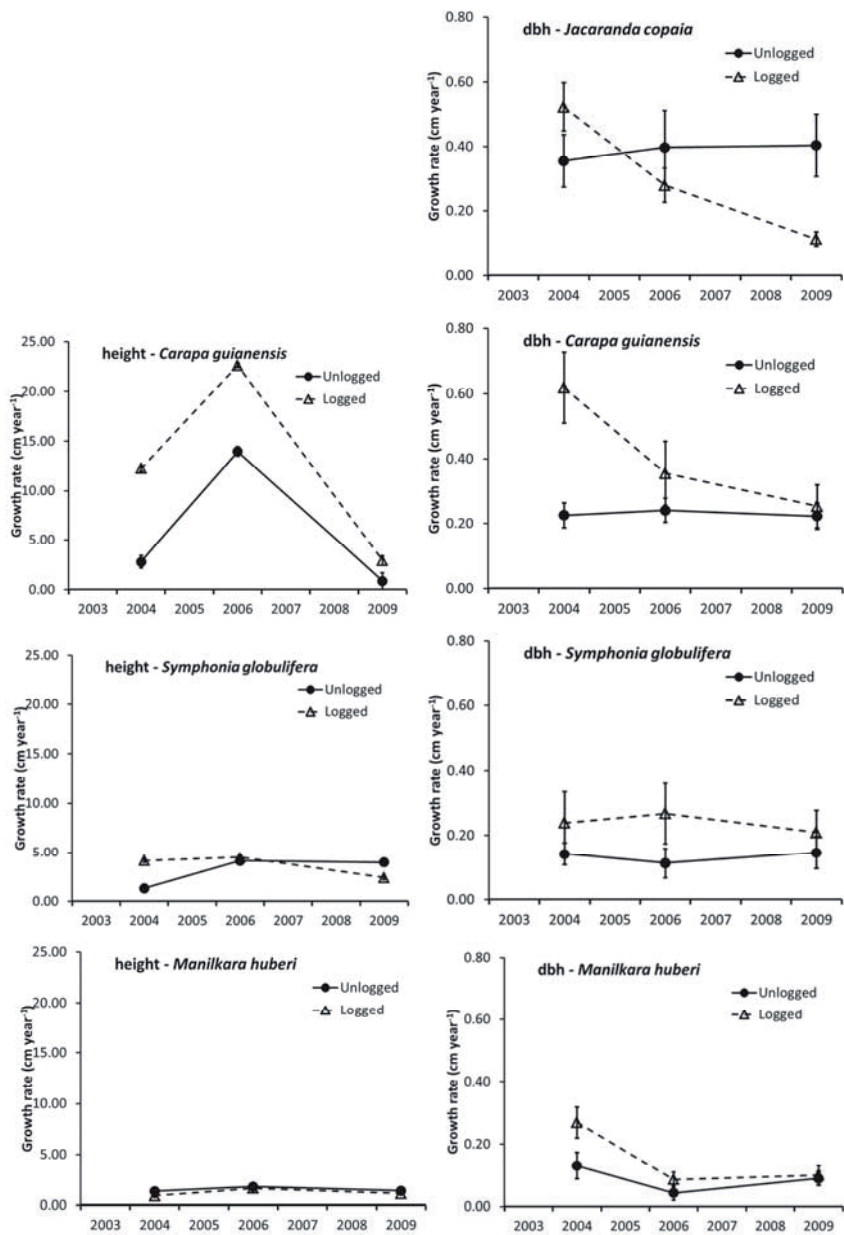 dbh - Jacaranda copaia
Unlogged
Logged
Growth rate (cm year-1)
0.80
0.60
0.40
0.20
0.00
2003 2004 2005 2006 2007 2008 2009
height - Carapa guianensis
Unlogged
Logged
Growth rate (cm year-1)
25.00
20.00
15.00
10.00
5.00
0.00
2003 2004 2006 2007 2008 2009
dbh - Carapa guianensis
Unlogged
Logged
Growth rate (cm year-1)
0.80
0.60
0.40
0.20
0.00
2003 2004 2005 2006 2007 2008 2009
height - Symphonia globulifera
Unlogged
Logged
Growth rate (cm year-1)
25.00
20.00
15.00
10.00
5.00
0.00
2003 2004 2006 2007 2008 2009
dbh - Symphonia globulifera
Unlogged
Logged
Growth rate (cm year-1)
0.80
0.60
0.40
0.20
0.00
2003 2004 2005 2006 2007 2008 2009
height - Manilkara huberi
Unlogged
Logged
Growth rate (cm year-1)
25.00
20.00
15.00
10.00
5.00
0.00
2003 2004 2006 2007 2008 2009
dbh - Manilkara huberi
Unlogged
Logged
Growth rate (cm year-1)
0.80
0.60
0.40
0.20
0.00
2003 2004 2005 2006 2007 2008 2009